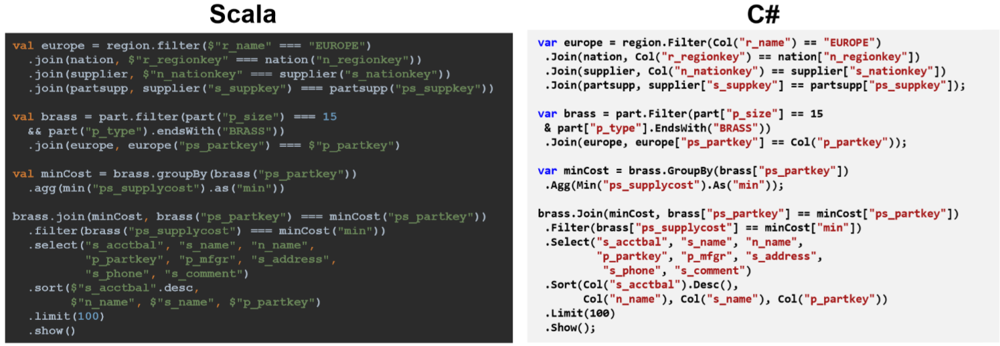 Scala
val europe = region.filter($"r_name" === "EUROPE")
  .join(nation, $"r_regionkey" === nation("n_regionkey"))
  .join(supplier, $"n_nationkey" === supplier("s_nationkey"))
  .join(partsupp, supplier("s_suppkey") === partsupp("ps_suppkey"))

val brass = part.filter(part("p_size") === 15
  && part("p_type").endsWith("BRASS"))
  .join(europe, europe("ps_partkey") === $"p_partkey")

val minCost = brass.groupBy(brass("ps_partkey"))
  .agg(min("ps_supplycost").as("min"))

brass.join(minCost, brass("ps_partkey") === minCost("ps_partkey"))
  .filter(brass("ps_supplycost") === minCost("min"))
  .select("s_acctbal", "s_name", "n_name",
         "p_partkey", "p_mfgr", "s_address",
         "s_phone", "s_comment")
  .sort($"s_acctbal".desc,
       $"n_name", $"s_name", $"p_partkey")
  .limit(100)
  .show()

C#
var europe = region.Filter(Col("r_name") == "EUROPE")
 .Join(nation, Col("r_regionkey") == nation["n_regionkey"])
 .Join(supplier, Col("n_nationkey") == supplier["s_nationkey"])
 .Join(partsupp, supplier["s_suppkey"] == partsupp["ps_suppkey"]);

var brass = part.Filter(part["p_size"] == 15
 & part["p_type"].EndsWith("BRASS"))
 .Join(europe, europe["ps_partkey"] == Col("p_partkey"));

var minCost = brass.GroupBy(brass["ps_partkey"])
 .Agg(Min("ps_supplycost").As("min"));

brass.Join(minCost, brass["ps_partkey"] == minCost["ps_partkey"])
 .Filter(brass["ps_supplycost"] == minCost["min"])
 .Select("s_acctbal", "s_name", "n_name",
         "p_partkey", "p_mfgr", "s_address",
          "s_phone", "s_comment")
 .Sort(Col("s_acctbal").Desc(),
       Col("n_name"), Col("s_name"), Col("p_partkey"))
 .Limit(100)
 .Show();